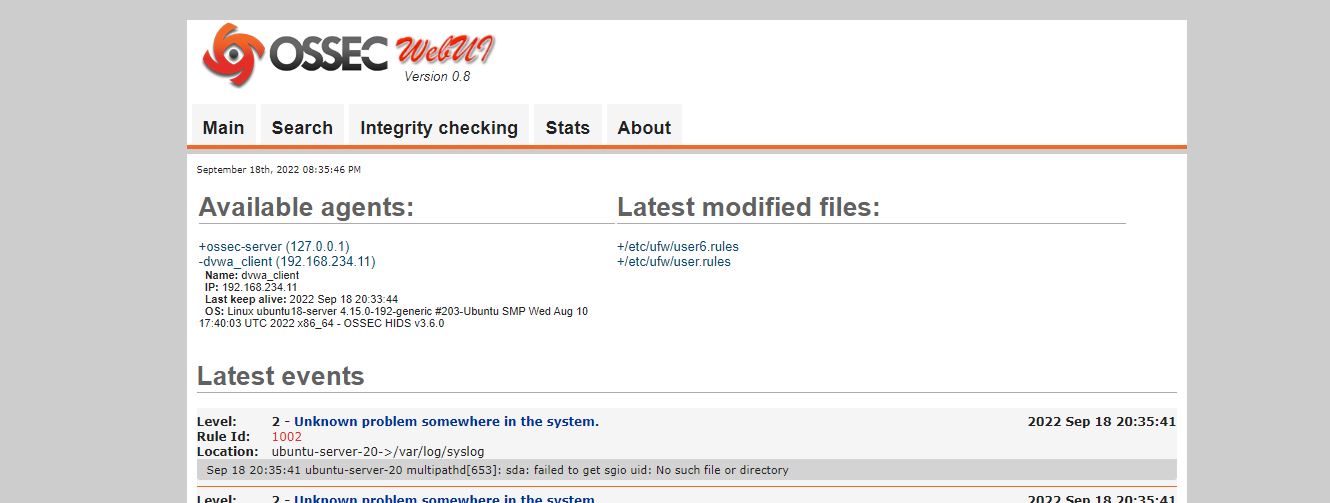 OSSEC WebUI
Version 0.8
Main Search Integrity checking Stats About
September 18th, 2022 08:35:46 PM
Available agents:
+ossec-server (127.0.0.1)
-dvwa_client (192.168.234.11)
Name: dvwa_client
IP: 192.168.234.11
Last keep alive: 2022 Sep 18 20:33:44
OS: Linux ubuntu18-server 4.15.0-192-generic #203-Ubuntu SMP Wed Aug 10
17:40:03 UTC 2022 x86_64 - OSSEC HIDS v3.6.0
Latest modified files:
+/etc/ufw/user6.rules
+/etc/ufw/user.rules
Latest events
Level: 2 - Unknown problem somewhere in the system. 2022 Sep 18 20:35:41
Rule Id: 1002
Location: ubuntu-server-20->/var/log/syslog
Sep 18 20:35:41 ubuntu-server-20 multipathd[653]: sda: failed to get sgio uid: No such file or directory
Level: 2 - Unknown problem somewhere in the system. 2022 Sep 18 20:35:41